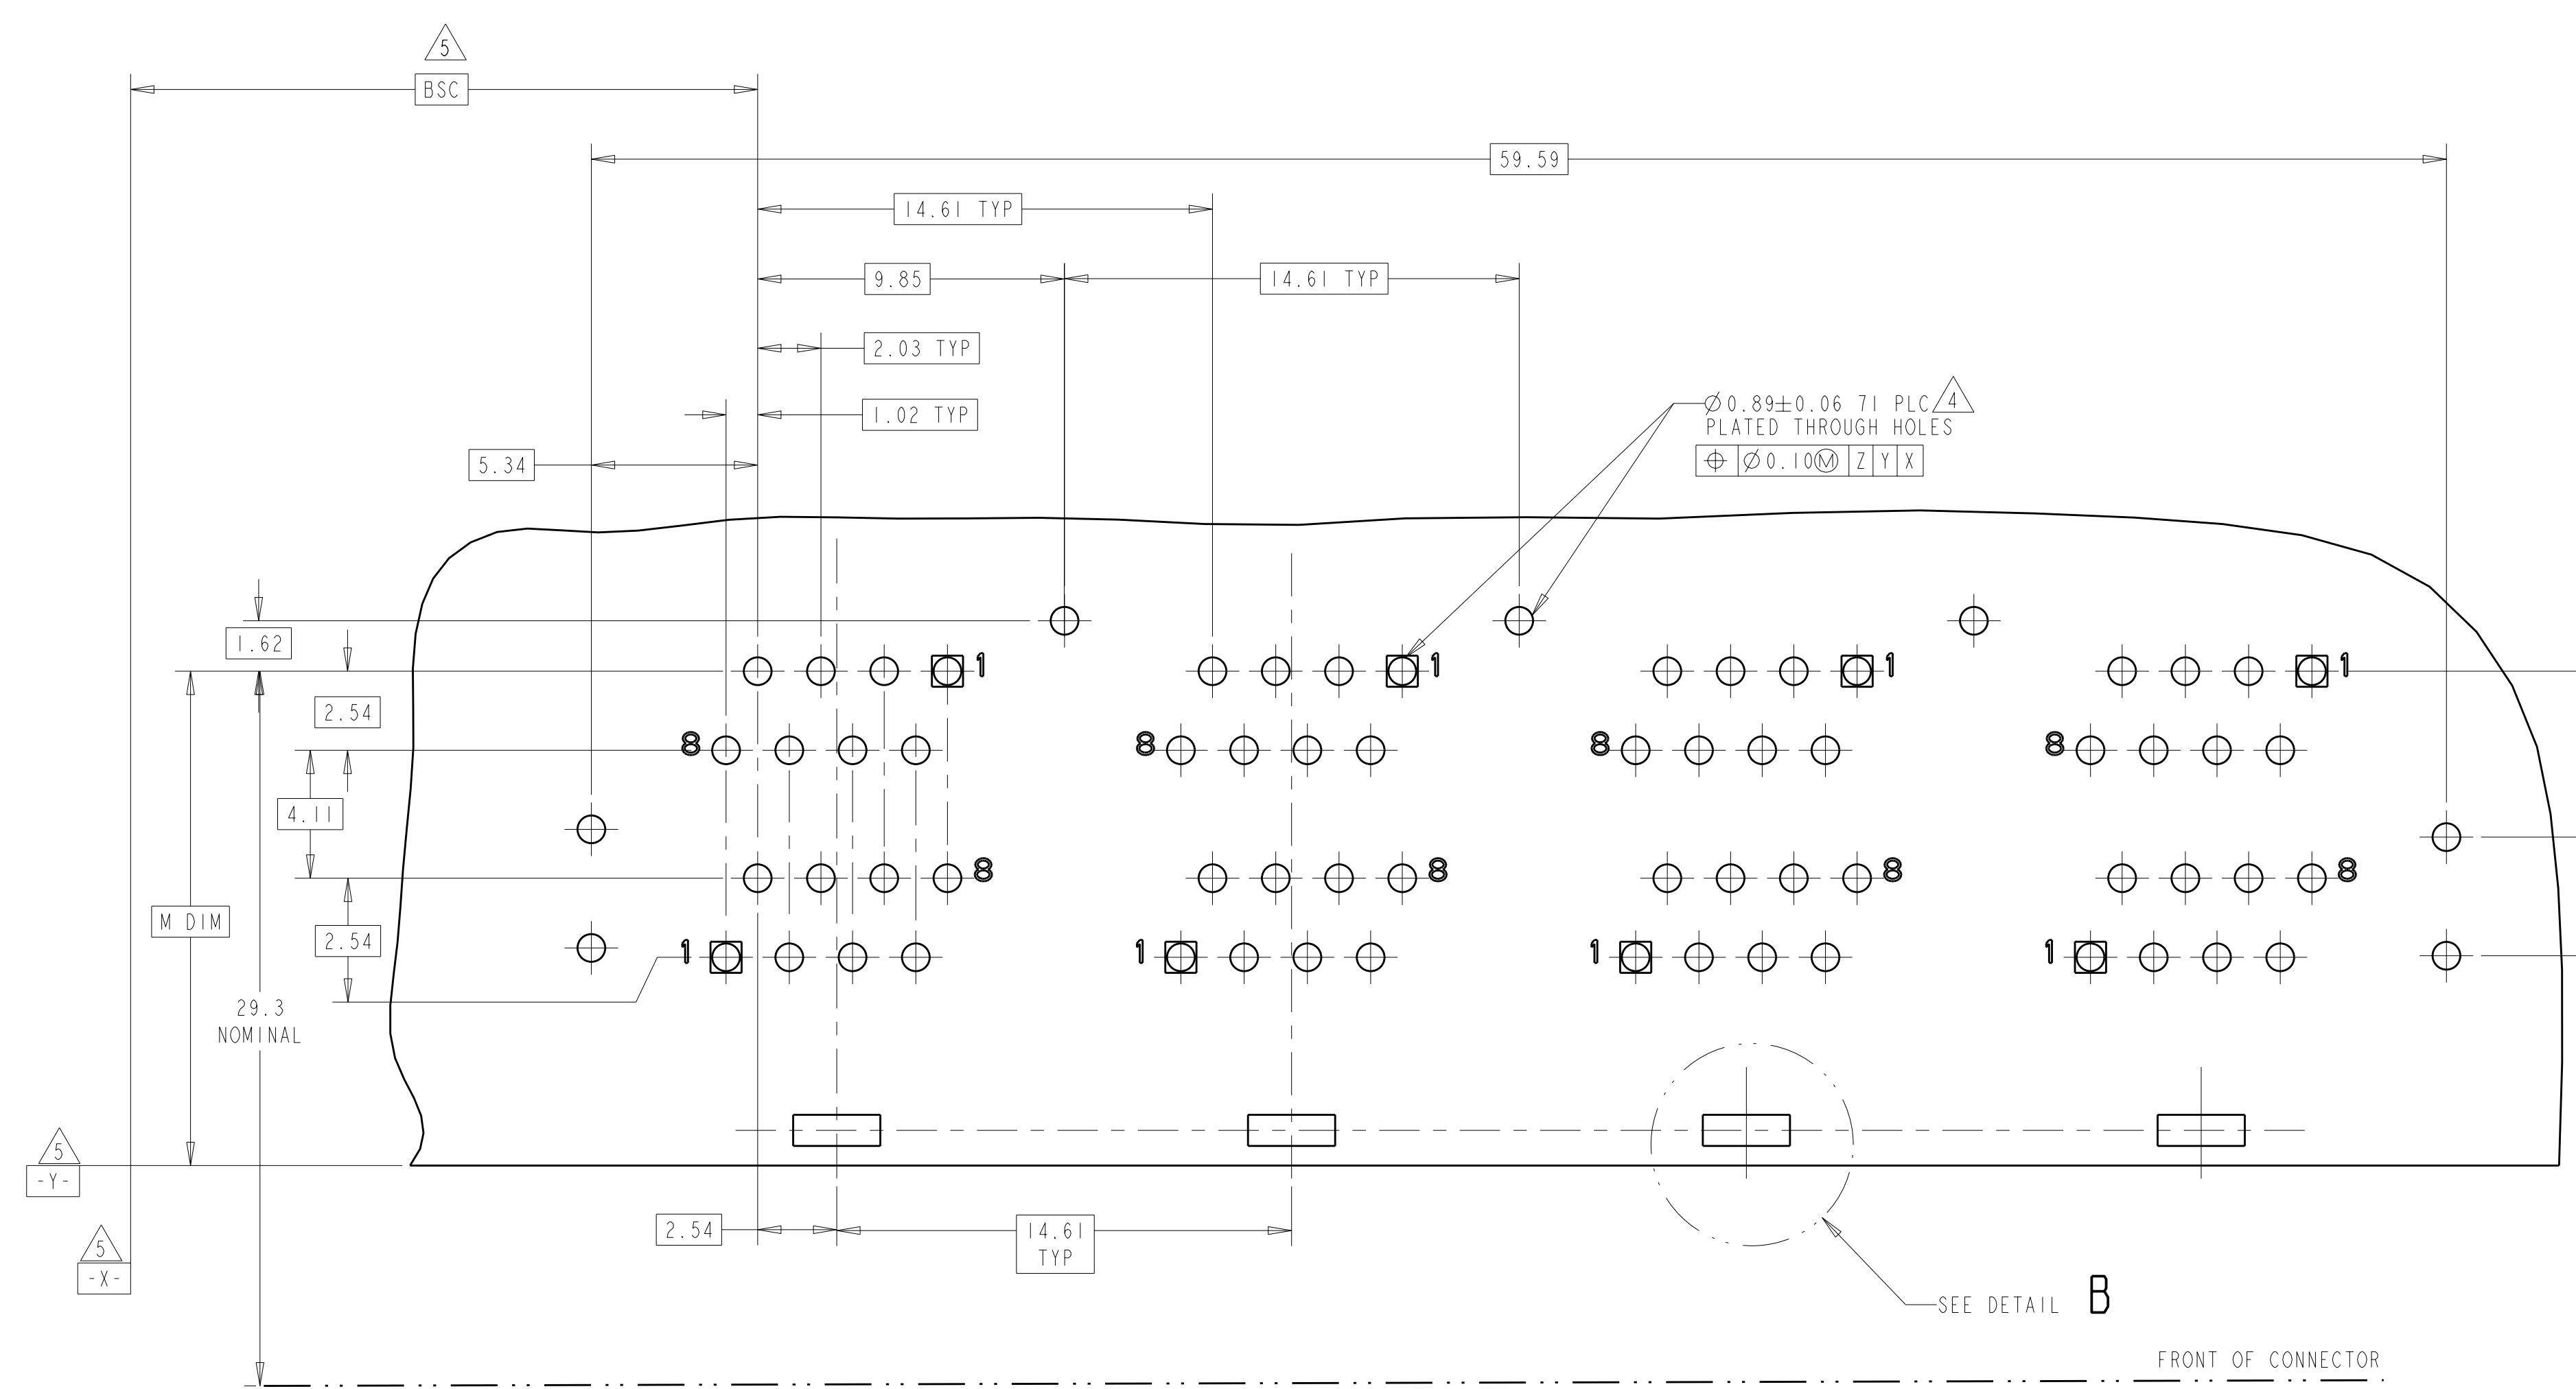 5
BSC
59.59
14.61 TYP
9.85
14.61 TYP
2.03 TYP
1.02 TYP
5.34
Ø0.89±0.06 71 PLC 4
PLATED THROUGH HOLES
⌖ Ø0.10Ⓜ Z Y X
1.62
1 1 1 1
2.54
8 8 8 8
4.11
8 8 8 8
M DIM
2.54
1 1 1 1
29.3
NOMINAL
5
-Y-
2.54
14.61
TYP
5
-X-
SEE DETAIL B
FRONT OF CONNECTOR